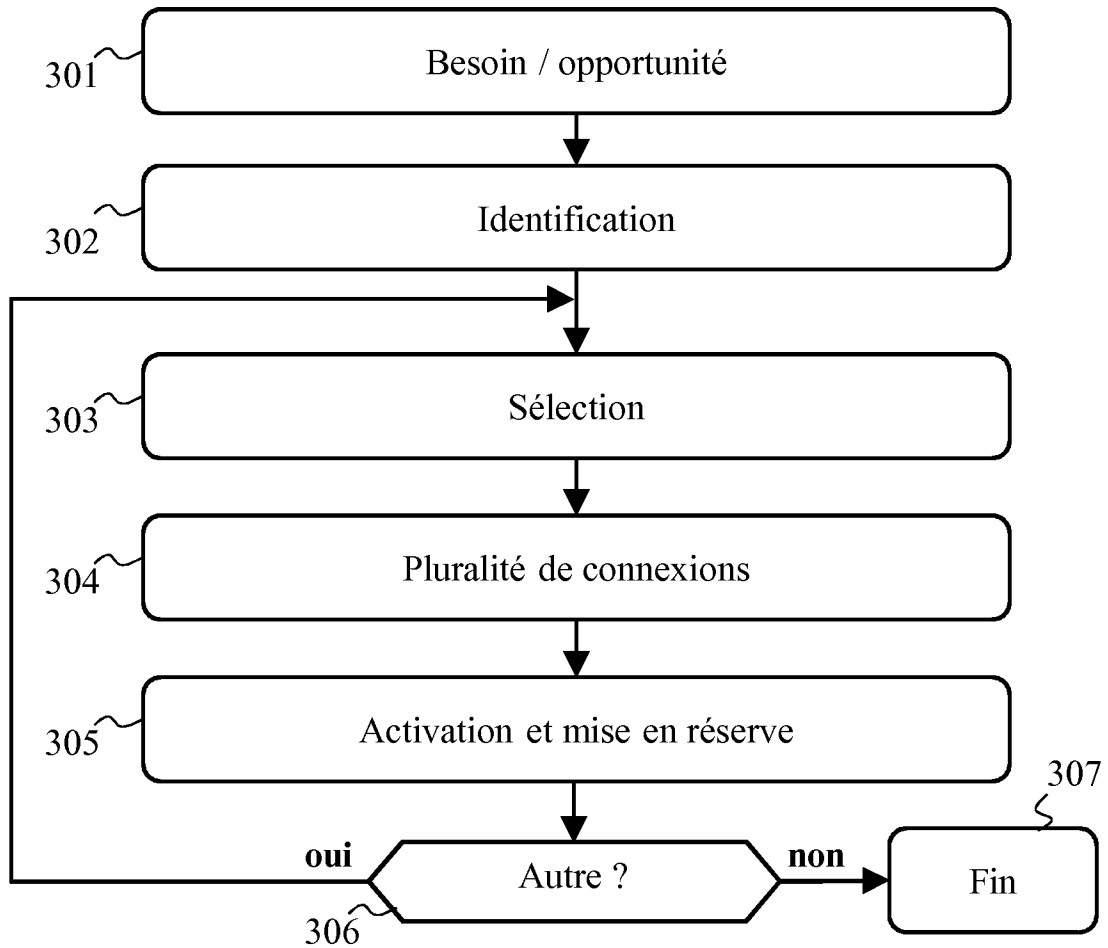 Besoin / opportunité
301
Identification
302
Sélection
303
Pluralité de connexions
304
Activation et mise en réserve
305
307
oui
Autre ?
non
Fin
306